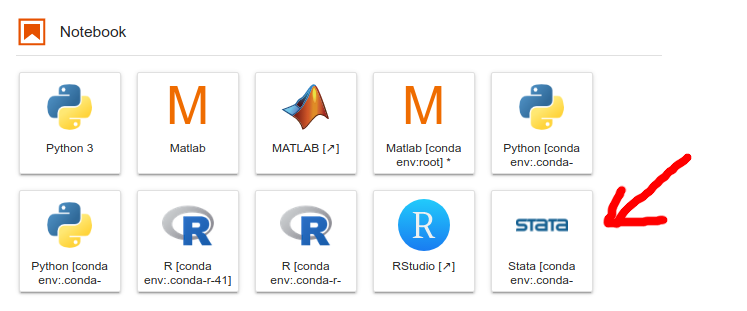 Notebook
M
M
Python 3
Matlab
MATLAB [↗]
Matlab [conda
env:root] *
Python [conda
env:.conda-
R
R
R
STATA
Python [conda
env:.conda-
R [conda
env:.conda-r-41]
R [conda
env:.conda-r-
RStudio [↗]
Stata [conda
env:.conda-